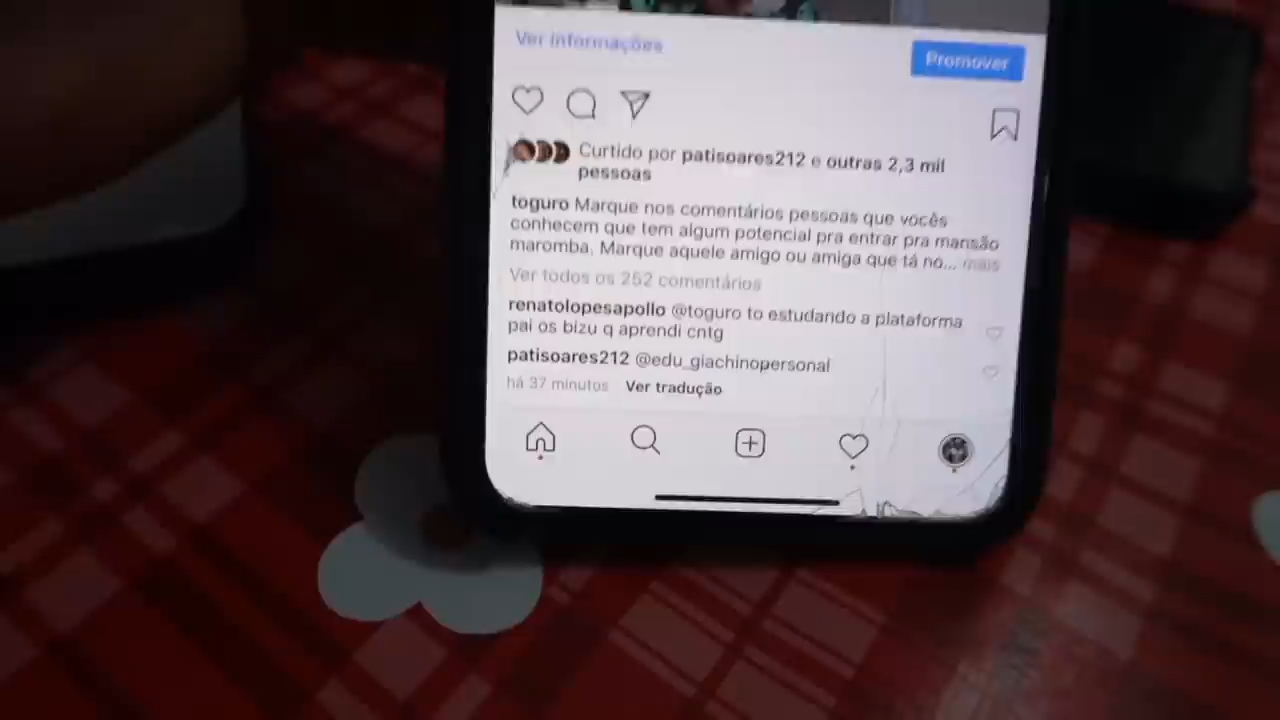 Ver informações
Promover
Curtido por patisoares212 e outras 2,3 mil
pessoas
toguro Marque nos comentários pessoas que vocês
conhecem que tem algum potencial pra entrar pra mansão
maromba, Marque aquele amigo ou amiga que tá no... mais
Ver todos os 252 comentários
renatolopesapollo @toguro to estudando a plataforma
pai os bizu q aprendi cntg
patisoares212 @edu_giachinopersonal
há 37 minutos Ver tradução